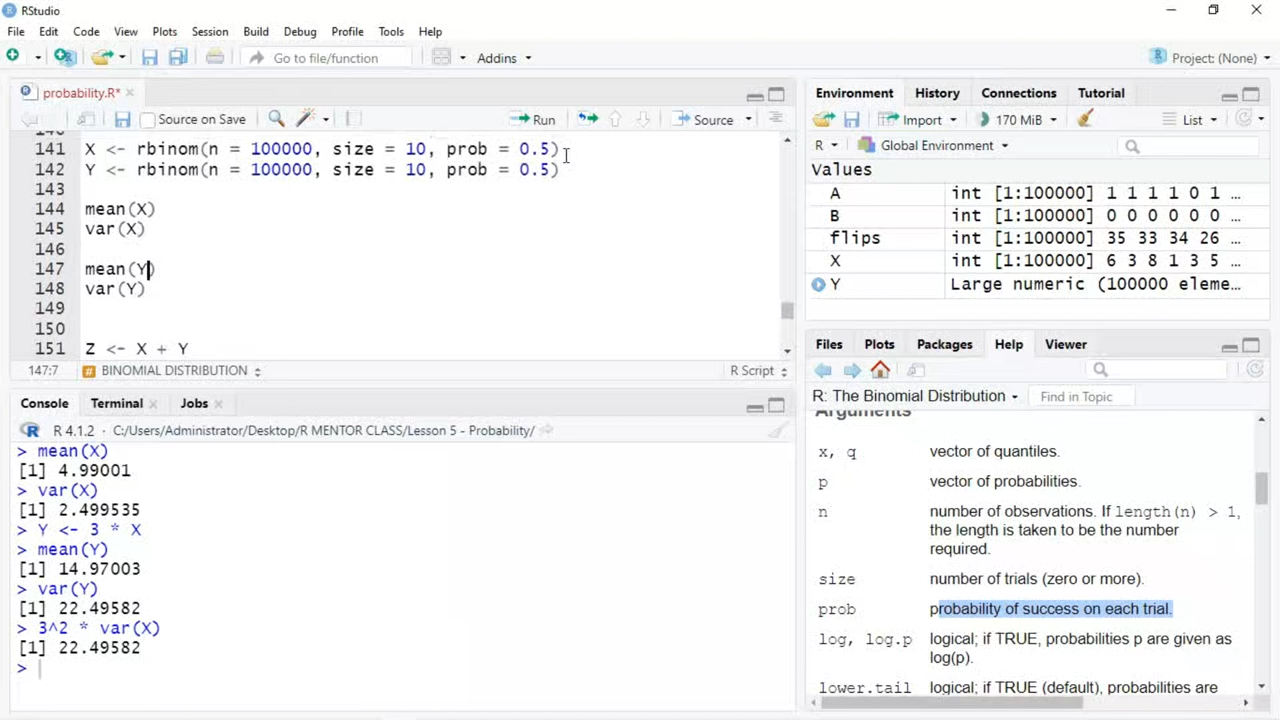 RStudio
File Edit Code View Plots Session Build Debug Profile Tools Help
Go to file/function Addins Project: (None)
probability.R*
Source on Save Run Source
141 X <- rbinom(n = 100000, size = 10, prob = 0.5)
142 Y <- rbinom(n = 100000, size = 10, prob = 0.5)
143
144 mean(X)
145 var(X)
146
147 mean(Y)
148 var(Y)
149
150
151 Z <- X + Y
147:7 BINOMIAL DISTRIBUTION R Script
Console Terminal Jobs
R 4.1.2 · C:/Users/Administrator/Desktop/R MENTOR CLASS/Lesson 5 - Probability/
> mean(X)
[1] 4.99001
> var(X)
[1] 2.499535
> Y <- 3 * X
> mean(Y)
[1] 14.97003
> var(Y)
[1] 22.49582
> 3^2 * var(X)
[1] 22.49582
>
Environment History Connections Tutorial
Import 170 MiB List
R Global Environment
Values
A int [1:100000] 1 1 1 1 0 1 …
B int [1:100000] 0 0 0 0 0 0 …
flips int [1:100000] 35 33 34 26 …
X int [1:100000] 6 3 8 1 3 5 …
Y Large numeric (100000 eleme…
Files Plots Packages Help Viewer
R: The Binomial Distribution Find in Topic
Arguments
x, q vector of quantiles.
p vector of probabilities.
n number of observations. If length(n) > 1,
the length is taken to be the number
required.
size number of trials (zero or more).
prob probability of success on each trial.
log, log.p logical; if TRUE, probabilities p are given as
log(p).
lower.tail logical; if TRUE (default), probabilities are